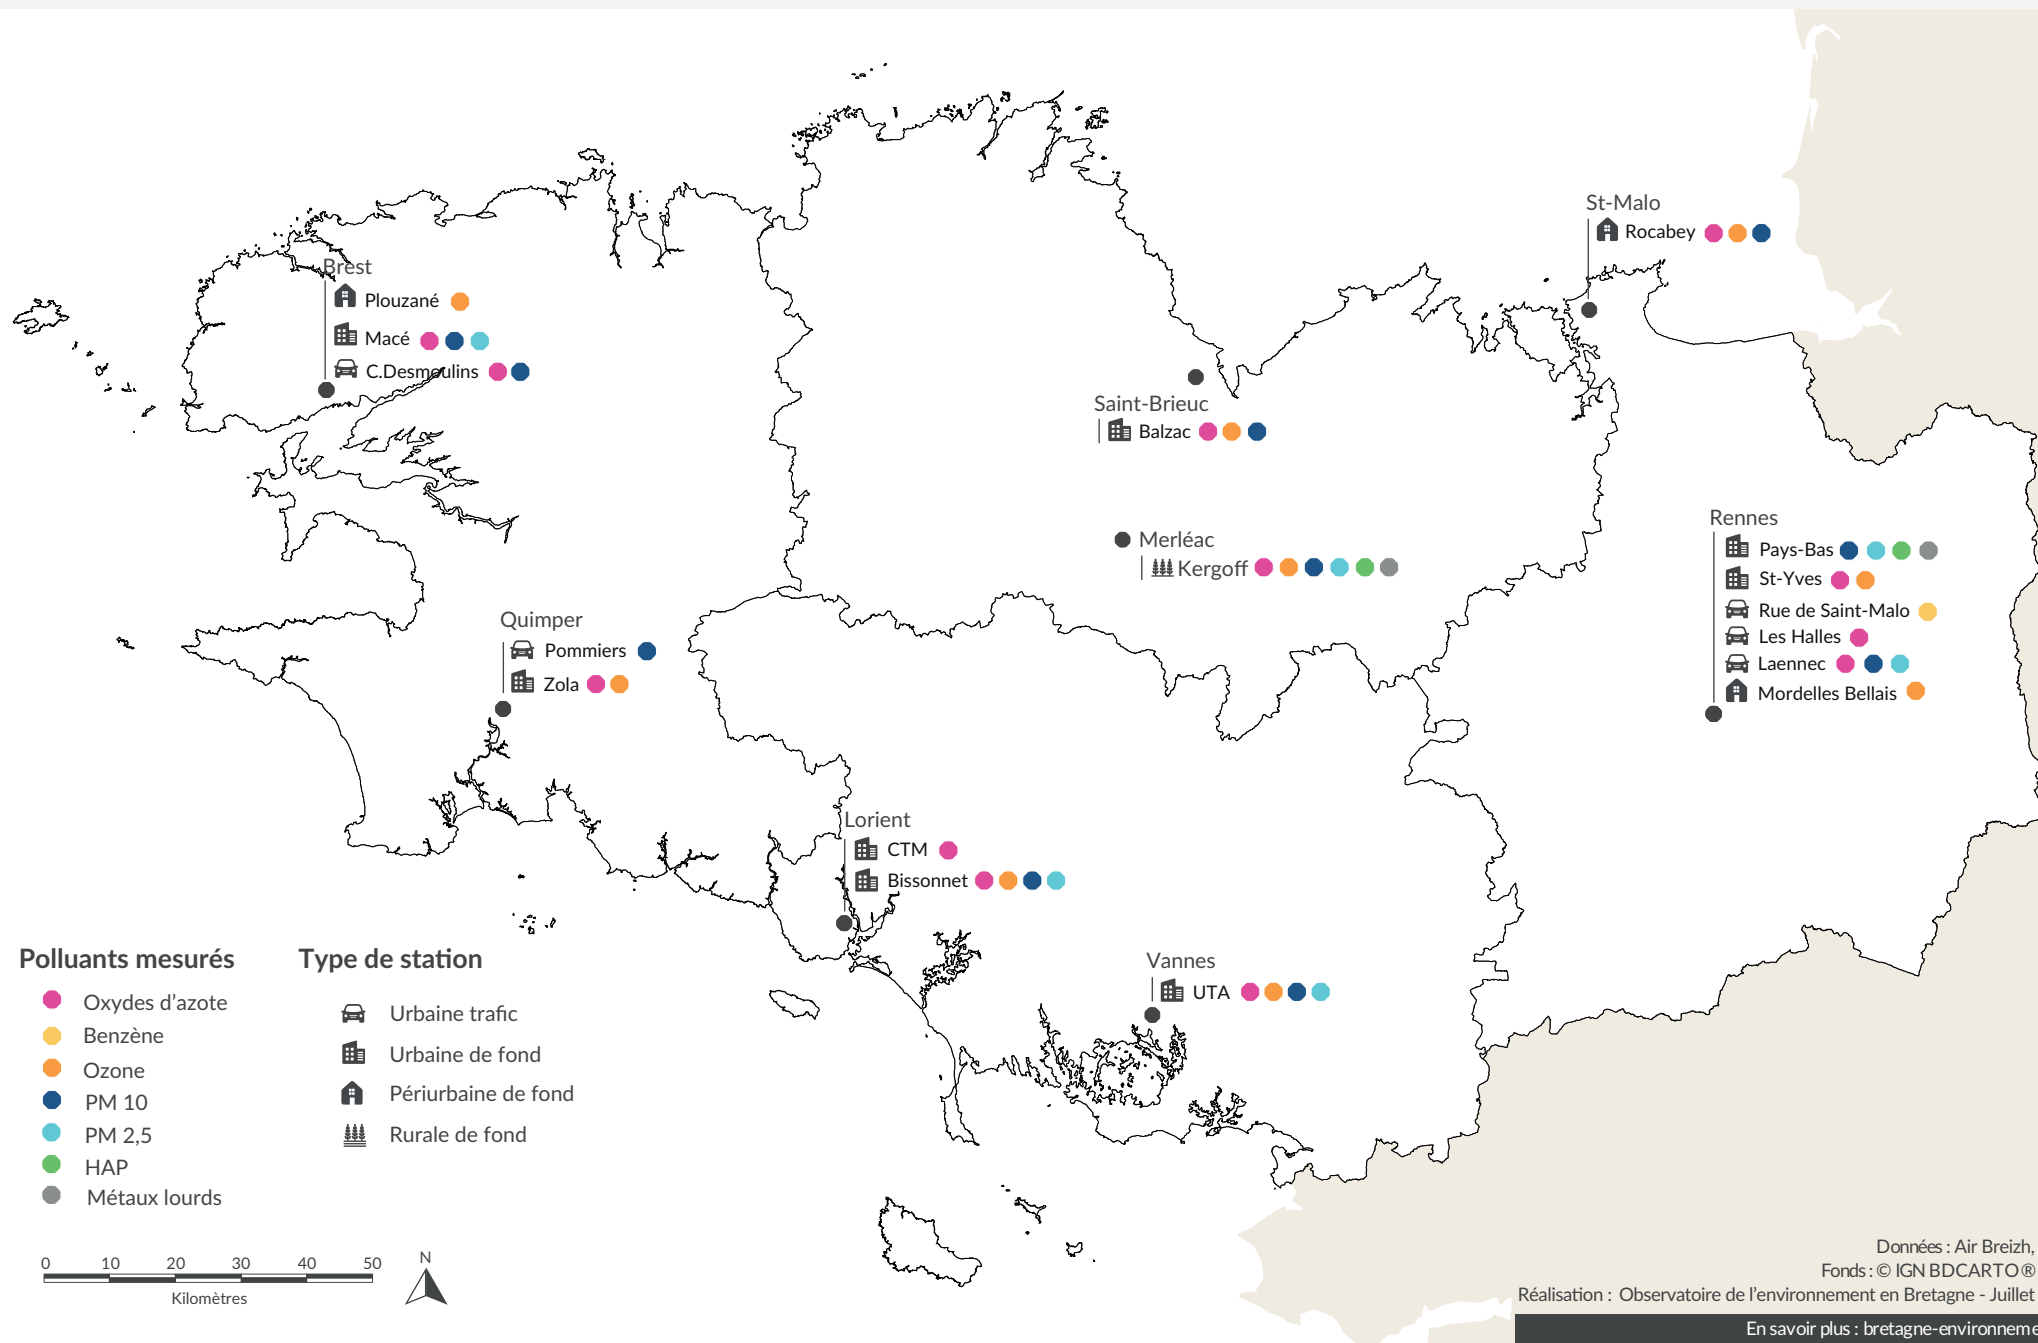 St-Malo
Rocabey
Brest
Plouzané
Macé
C.Desmoulins
Saint-Brieuc
Balzac
Merléac
Kergoff
Rennes
Pays-Bas
St-Yves
Rue de Saint-Malo
Les Halles
Laennec
Mordelles Bellais
Quimper
Pommiers
Zola
Lorient
CTM
Bissonnet
Vannes
UTA
Polluants mesurés
Oxydes d'azote
Benzène
Ozone
PM 10
PM 2,5
HAP
Métaux lourds
Type de station
Urbaine trafic
Urbaine de fond
Périurbaine de fond
Rurale de fond
0 10 20 30 40 50
Kilomètres
N
Données : Air Breizh,
Fonds : © IGN BDCARTO®
Réalisation : Observatoire de l'environnement en Bretagne - Juillet
En savoir plus : bretagne-environneme